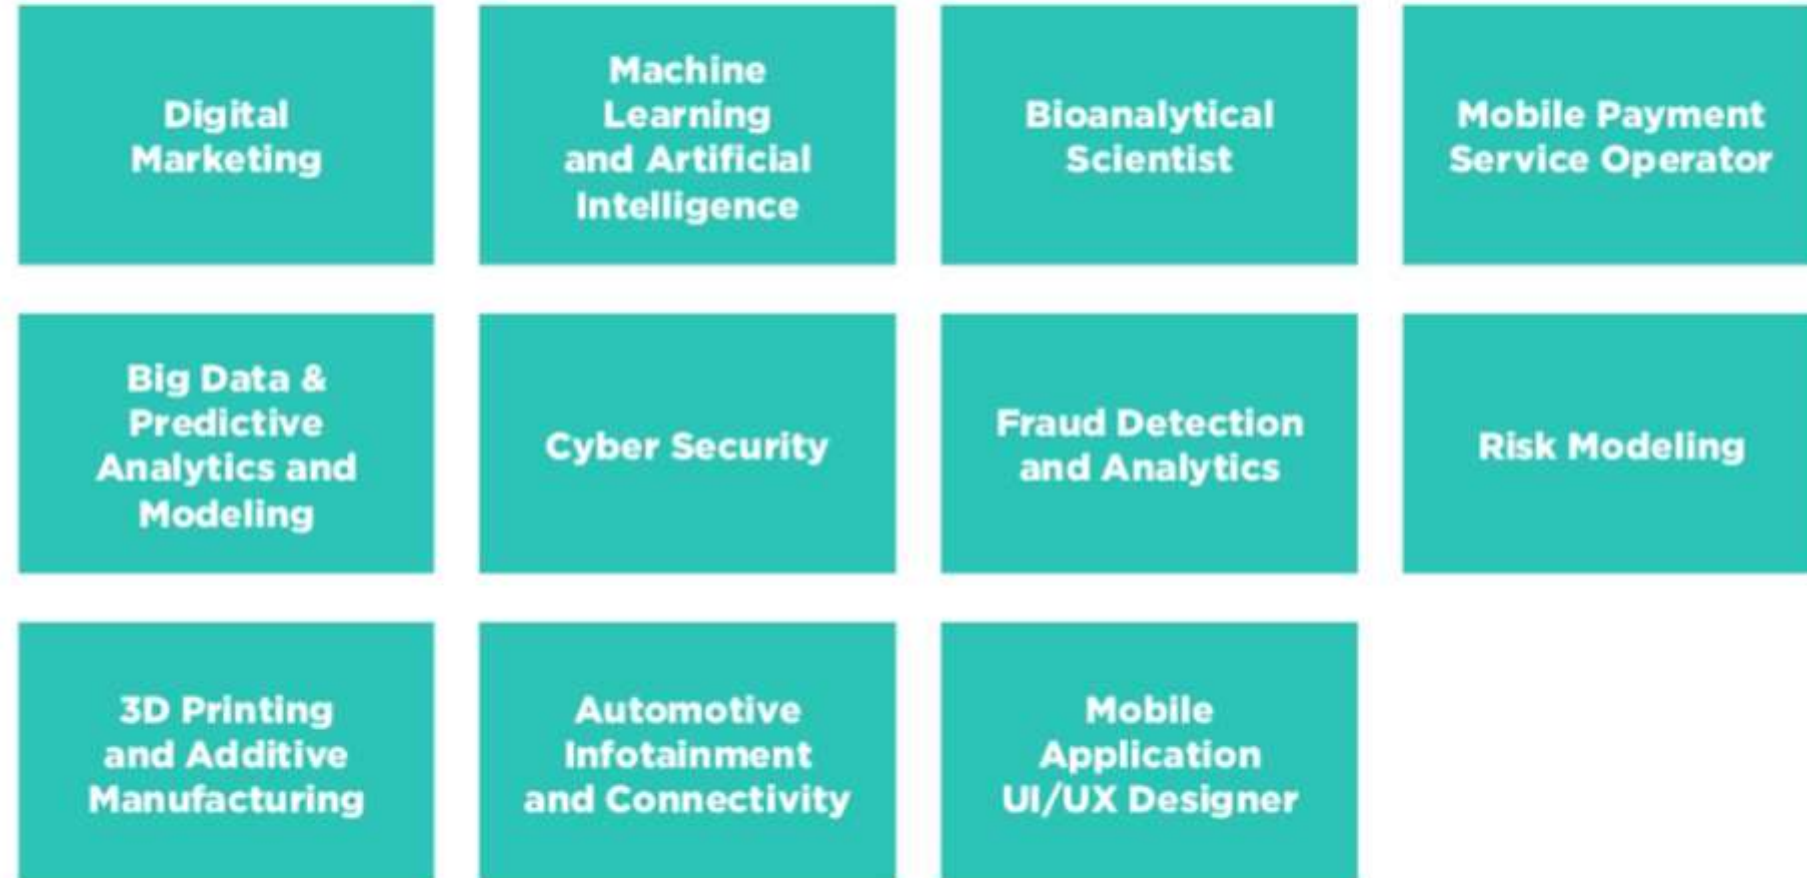 Digital
Marketing
Machine
Learning
and Artificial
Intelligence
Bioanalytical
Scientist
Mobile Payment
Service Operator
Big Data &
Predictive
Analytics and
Modeling
Cyber Security
Fraud Detection
and Analytics
Risk Modeling
3D Printing
and Additive
Manufacturing
Automotive
Infotainment
and Connectivity
Mobile
Application
UI/UX Designer